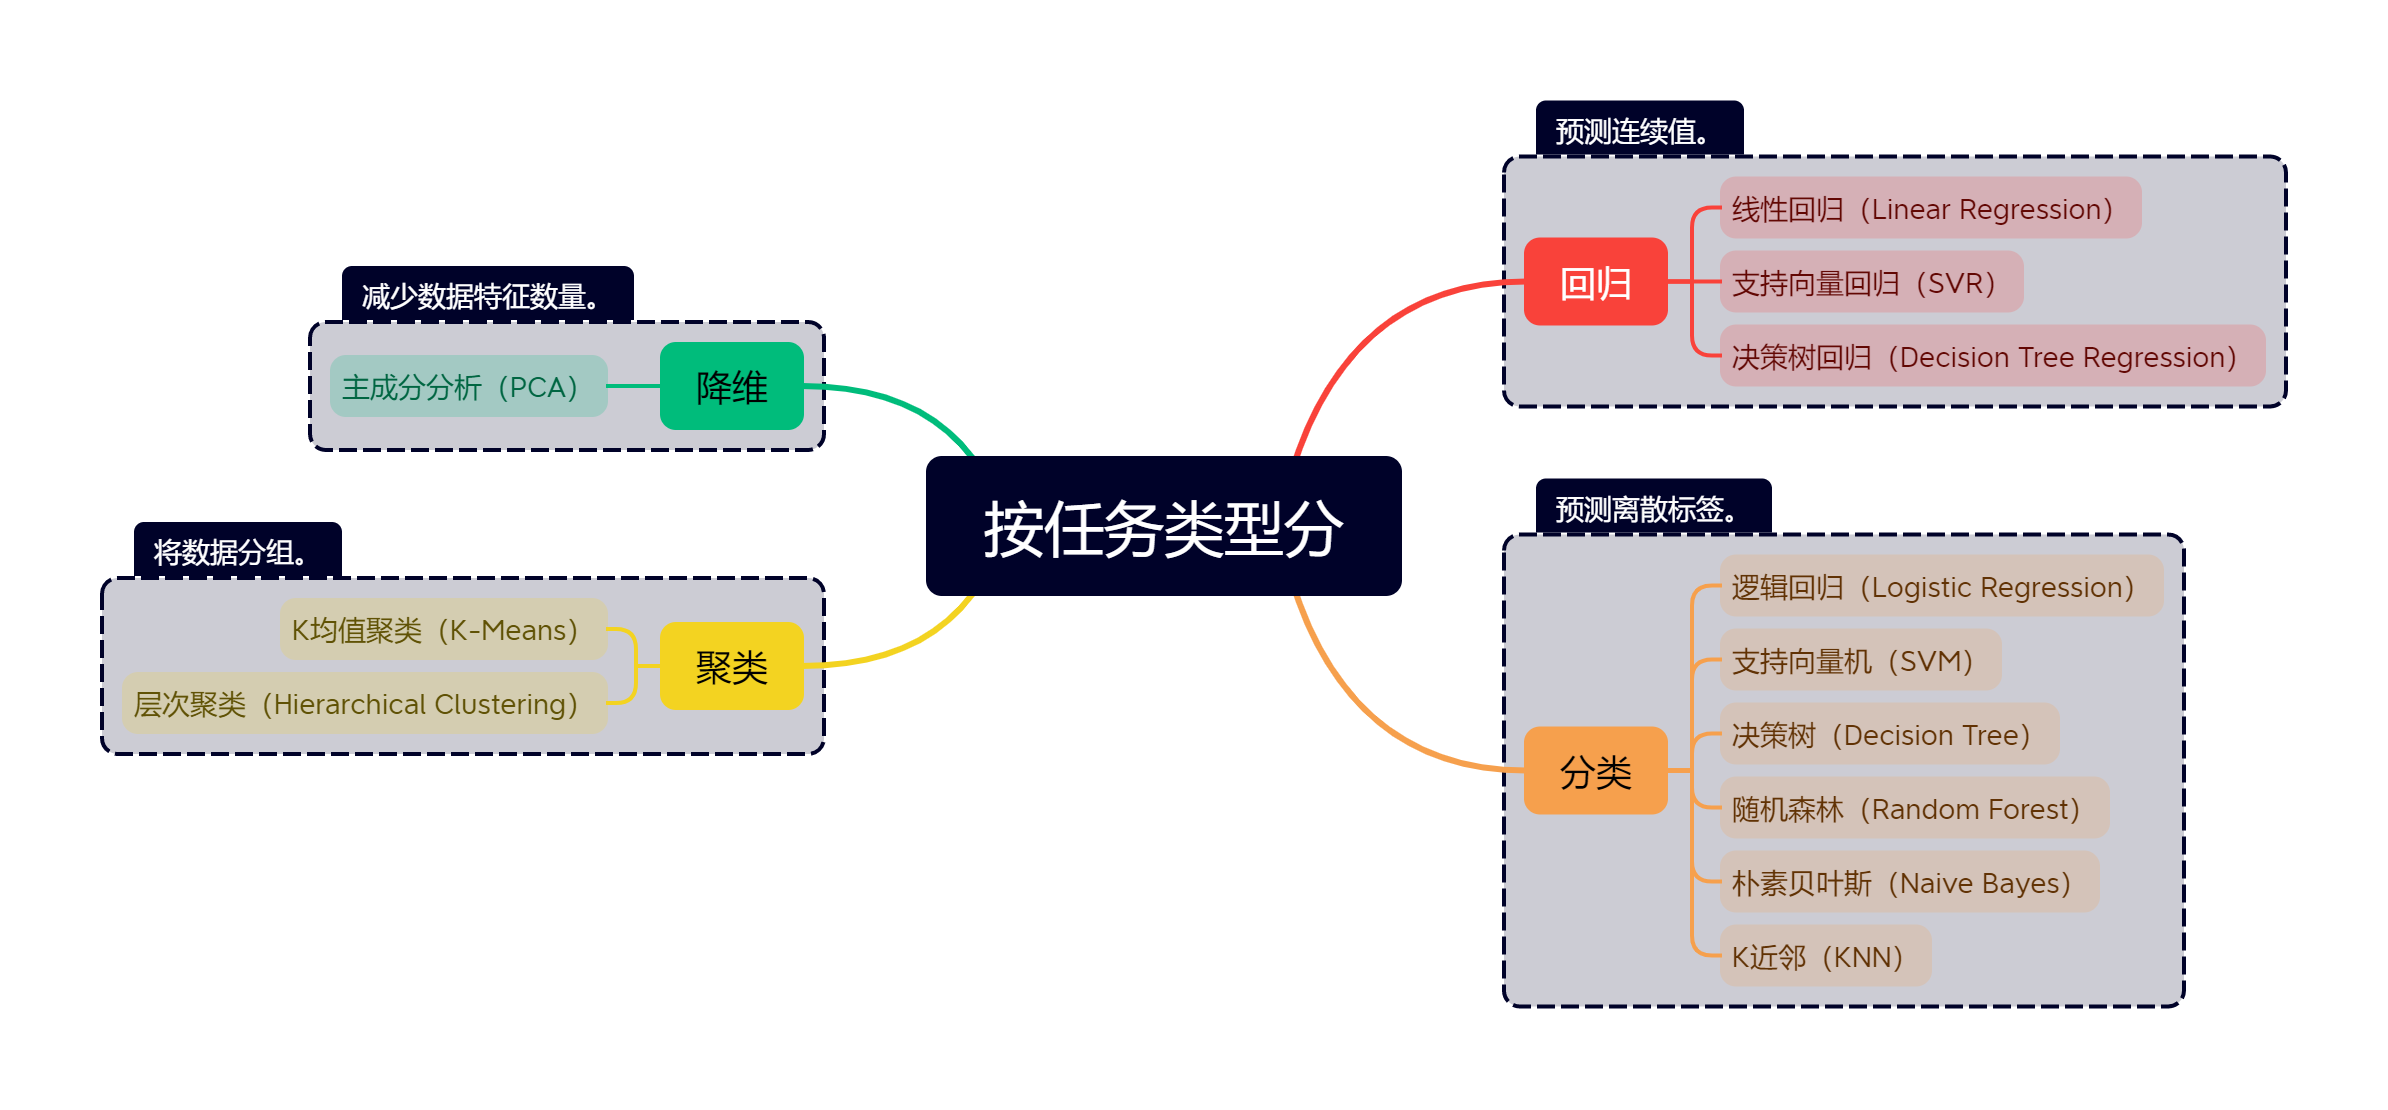 按任务类型分
预测连续值。
回归
线性回归（Linear Regression）
支持向量回归（SVR）
决策树回归（Decision Tree Regression）
预测离散标签。
分类
逻辑回归（Logistic Regression）
支持向量机（SVM）
决策树（Decision Tree）
随机森林（Random Forest）
朴素贝叶斯（Naive Bayes）
K近邻（KNN）
减少数据特征数量。
降维
主成分分析（PCA）
将数据分组。
聚类
K均值聚类（K-Means）
层次聚类（Hierarchical Clustering）